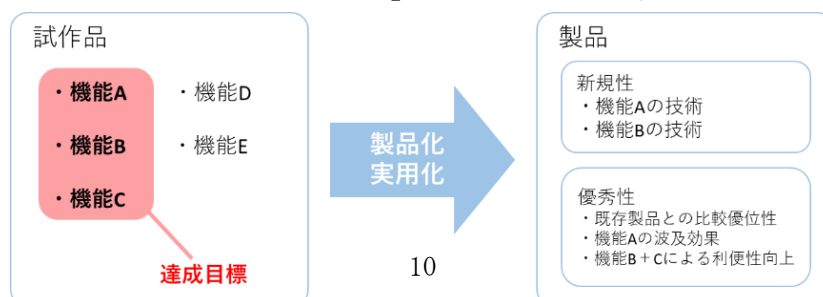 試作品
・機能A
・機能D
・機能B
・機能E
・機能C
達成目標
製品化
実用化
10
製品
新規性
・機能Aの技術
・機能Bの技術
優秀性
・既存製品との比較優位性
・機能Aの波及効果
・機能B+Cによる利便性向上